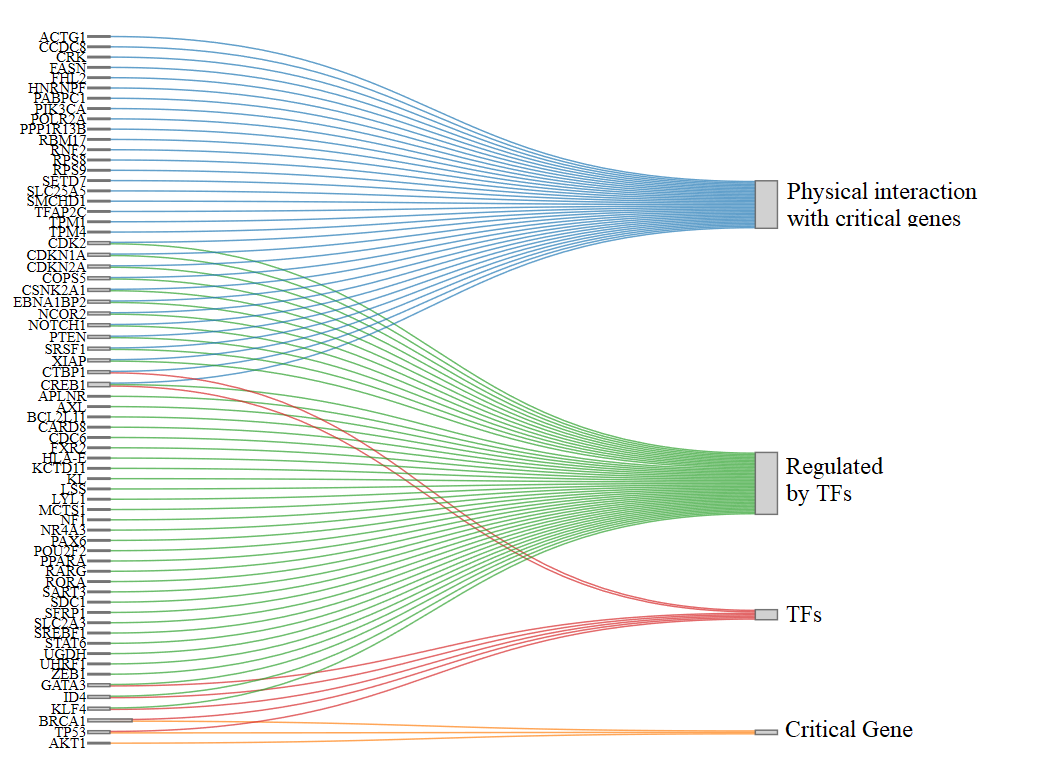 ACTG1
CCDC8
CRK
FASN
FHL2
HNRNPF
PABPC1
PIK3CA
POLR2A
PPP1R13B
RBM17
RNF2
RPS8
RPS9
SETD7
SLC25A5
SMCHD1
TFAP2C
TPM1
TPM4
CDK2
CDKN1A
CDKN2A
COPS5
CSNK2A1
EBNA1BP2
NCOR2
NOTCH1
PTEN
SRSF1
XIAP
CTBP1
CREB1
APLNR
AXL
BCL2L11
CARD8
CDC6
FXR2
HLA-E
KCTD11
KL
LSS
LYL1
MCTS1
NF1
NR4A3
PAX6
POU2F2
PPARA
RARG
RORA
SART3
SDC1
SFRP1
SLC2A3
SREBF1
STAT6
UGDH
UHRF1
ZEB1
GATA3
ID4
KLF4
BRCA1
TP53
AKT1
Physical interaction
with critical genes
Regulated
by TFs
TFs
Critical Gene